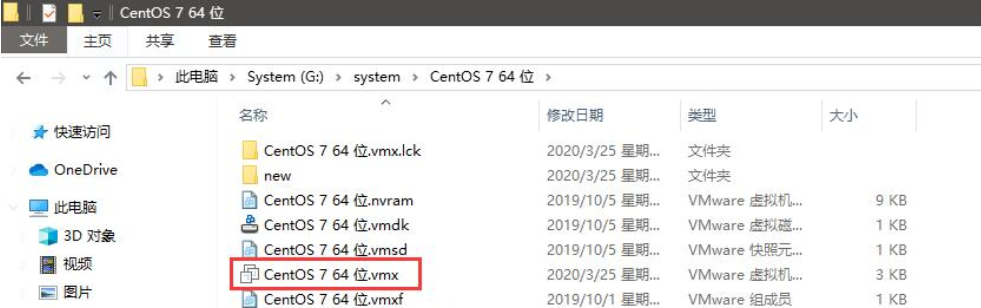 CentOS 7 64 位
文件 主页 共享 查看
此电脑 System (G:) system CentOS 7 64 位
名称 修改日期 类型 大小
快速访问
OneDrive
此电脑
3D 对象
视频
图片
CentOS 7 64 位.vmx.lck 2020/3/25 星期... 文件夹
new 2020/3/25 星期... 文件夹
CentOS 7 64 位.nvram 2019/10/5 星期... VMware 虚拟机... 9 KB
CentOS 7 64 位.vmdk 2019/10/5 星期... VMware 虚拟磁... 1 KB
CentOS 7 64 位.vmsd 2019/10/5 星期... VMware 快照元... 1 KB
CentOS 7 64 位.vmx 2020/3/25 星期... VMware 虚拟机... 3 KB
CentOS 7 64 位.vmxf 2019/10/1 星期... VMware 组成员 1 KB